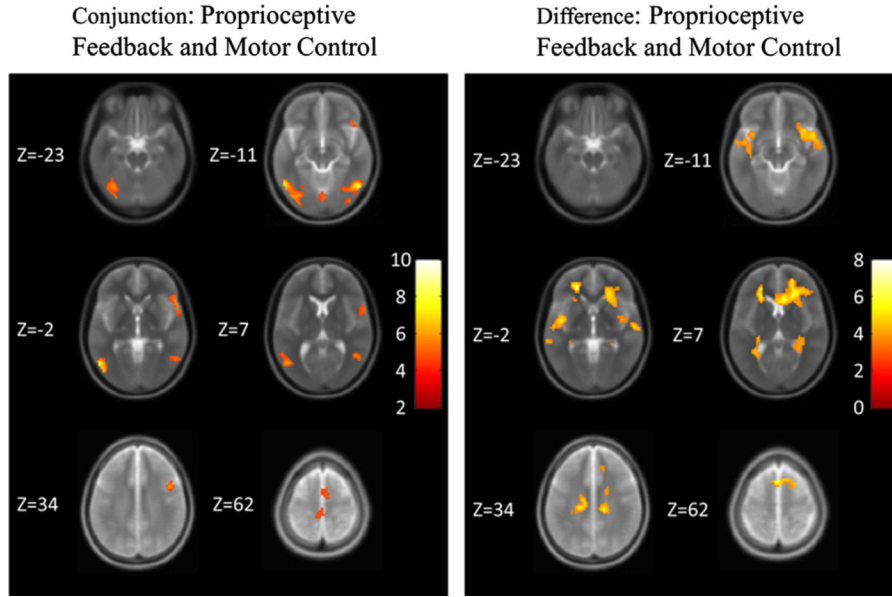 Conjunction: Proprioceptive
Feedback and Motor Control
Z=-23
Z=-11
Z=-2
Z=7
10
8
6
4
2
Z=34
Z=62
Difference: Proprioceptive
Feedback and Motor Control
Z=-23
Z=-11
Z=-2
Z=7
8
6
4
2
0
Z=34
Z=62